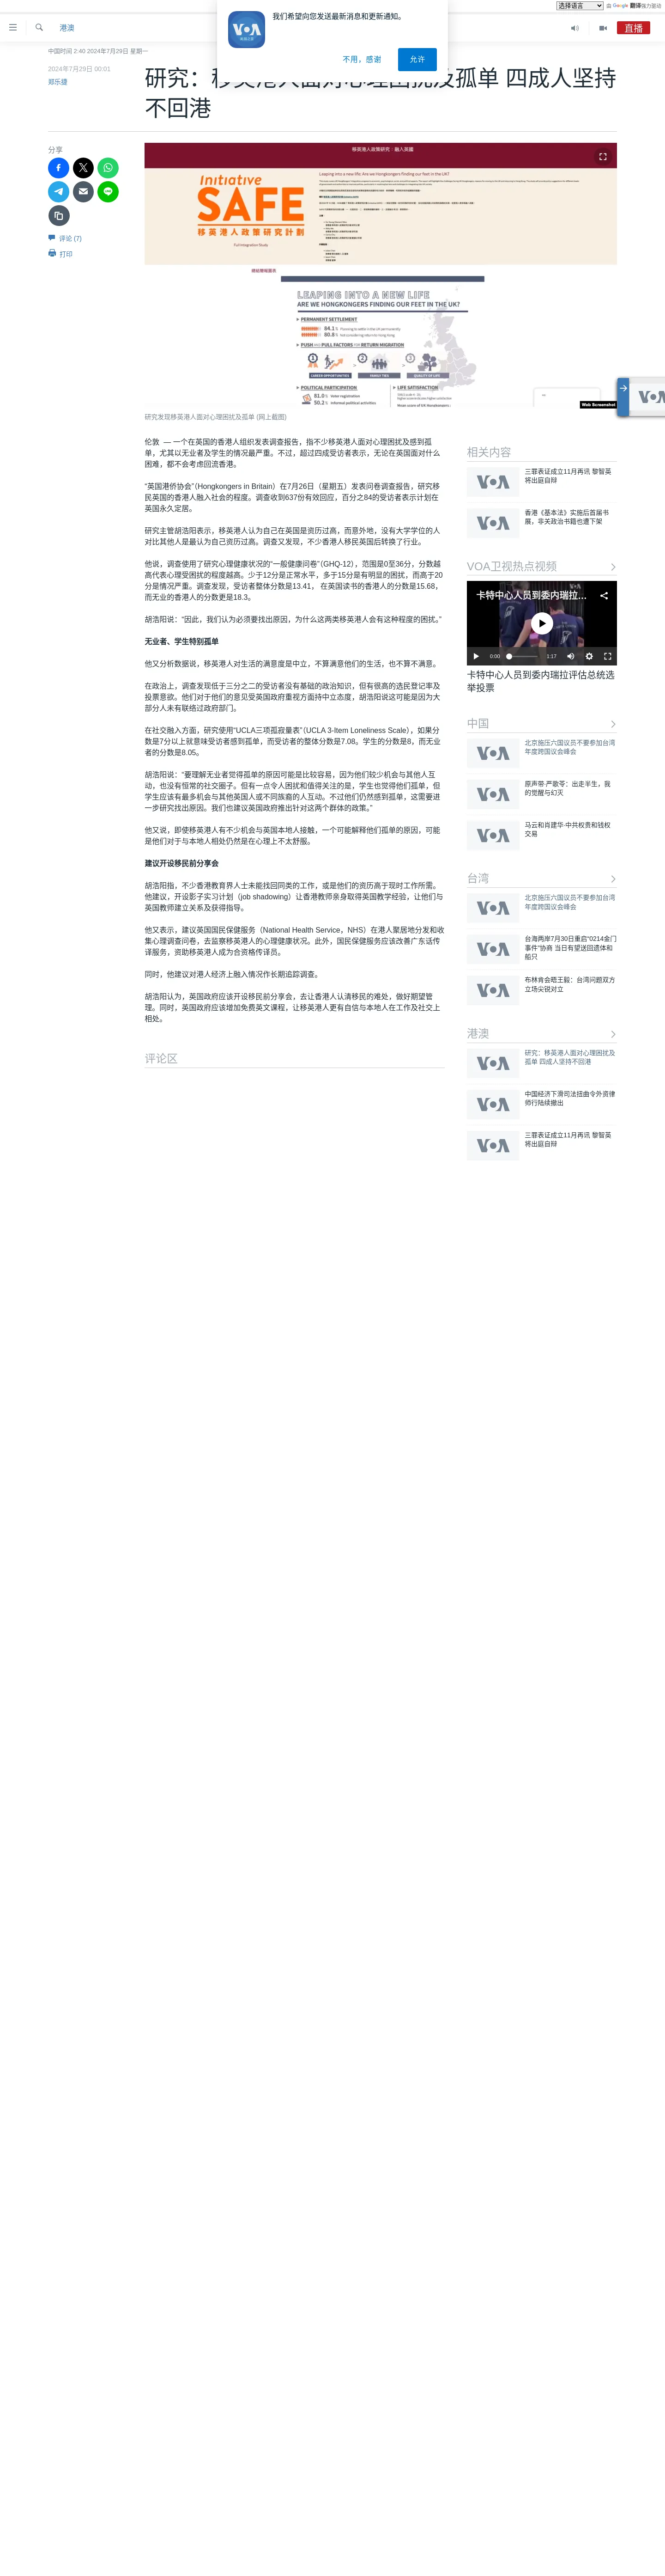 选择语言
由 Google 翻译强力驱动
我们希望向您发送最新消息和更新通知。
不用，感谢
允许
港澳
直播
中国时间 2:40 2024年7月29日 星期一
2024年7月29日 00:01
郑乐捷
研究：移英港人面对心理困扰及孤单 四成人坚持
不回港
分享
评论 (7)
打印
移英港人政策研究：融入英國
Leaping into a new life: Are we Hongkongers finding our feet in the UK?
Initiative
SAFE
移英港人政策研究計劃
Full Integration Study
LEAPING INTO A NEW LIFE
ARE WE HONGKONGERS FINDING OUR FEET IN THE UK?
PERMANENT SETTLEMENT
84.1%
80.8%
PUSH AND PULL FACTORS FOR RETURN MIGRATION
1
2
3
CAREER OPPORTUNITIES
FAMILY TIES
QUALITY OF LIFE
POLITICAL PARTICIPATION
LIFE SATISFACTION
81.0%
50.2%
Web Screenshot
研究发现移英港人面对心理困扰及孤单 (网上截图)
伦敦 — 一个在英国的香港人组织发表调查报告，指不少移英港人面对心理困扰及感到孤
单，尤其以无业者及学生的情况最严重。不过，超过四成受访者表示，无论在英国面对什么
困难，都不会考虑回流香港。
“英国港侨协会”（Hongkongers in Britain）在7月26日（星期五）发表问卷调查报告，研究移
民英国的香港人融入社会的程度。调查收到637份有效回应，百分之84的受访者表示计划在
英国永久定居。
研究主管胡浩阳表示，移英港人认为自己在英国是资历过高，而意外地，没有大学学位的人
对比其他人是最认为自己资历过高。调查又发现，不少香港人移民英国后转换了行业。
他说，调查使用了研究心理健康状况的“一般健康问卷”（GHQ-12），范围是0至36分，分数越
高代表心理受困扰的程度越高。少于12分是正常水平，多于15分是有明显的困扰，而高于20
分是情况严重。调查发现，受访者整体分数是13.41， 在英国读书的香港人的分数是15.68，
而无业的香港人的分数更是18.3。
胡浩阳说：“因此，我们认为必须要找出原因，为什么这两类移英港人会有这种程度的困扰。”
无业者、学生特别孤单
他又分析数据说，移英港人对生活的满意度是中立，不算满意他们的生活，也不算不满意。
在政治上，调查发现低于三分之二的受访者没有基础的政治知识，但有很高的选民登记率及
投票意欲。他们对于他们的意见受英国政府重视方面持中立态度，胡浩阳说这可能是因为大
部分人未有联络过政府部门。
在社交融入方面，研究使用“UCLA三项孤寂量表”（UCLA 3-Item Loneliness Scale），如果分
数是7分以上就意味受访者感到孤单，而受访者的整体分数是7.08。学生的分数是8，而无业
者的分数是8.05。
胡浩阳说：“要理解无业者觉得孤单的原因可能是比较容易，因为他们较少机会与其他人互
动，也没有恒常的社交圈子。但有一点令人困扰和值得关注的是，学生也觉得他们孤单，但
学生应该有最多机会与其他英国人或不同族裔的人互动。不过他们仍然感到孤单，这需要进
一步研究找出原因。我们也建议英国政府推出针对这两个群体的政策。”
他又说，即使移英港人有不少机会与英国本地人接触，一个可能解释他们孤单的原因，可能
是他们对于与本地人相处仍然是在心理上不太舒服。
建议开设移民前分享会
胡浩阳指，不少香港教育界人士未能找回同类的工作，或是他们的资历高于现时工作所需。
他建议，开设影子实习计划（job shadowing）让香港教师亲身取得英国教学经验，让他们与
英国教师建立关系及获得指导。
他又表示，建议英国国民保健服务（National Health Service，NHS）在港人聚居地分发和收
集心理调查问卷，去监察移英港人的心理健康状况。此外，国民保健服务应该改善广东话传
译服务，资助移英港人成为合资格传译员。
同时，他建议对港人经济上融入情况作长期追踪调查。
胡浩阳认为，英国政府应该开设移民前分享会，去让香港人认清移民的难处，做好期望管
理。同时，英国政府应该增加免费英文课程，让移英港人更有自信与本地人在工作及社交上
相处。
评论区
相关内容
三罪表证成立11月再讯 黎智英
将出庭自辩
香港《基本法》实施后首届书
展，非关政治书籍也遭下架
VOA卫视热点视频
卡特中心人员到委内瑞拉...
0:00
1:17
卡特中心人员到委内瑞拉评估总统选
举投票
中国
北京施压六国议员不要参加台湾
年度跨国议会峰会
原声带·严歌苓：出走半生，我
的觉醒与幻灭
马云和肖建华·中共权贵和钱权
交易
台湾
北京施压六国议员不要参加台湾
年度跨国议会峰会
台海两岸7月30日重启“0214金门
事件”协商 当日有望送回遗体和
船只
布林肯会晤王毅：台湾问题双方
立场尖锐对立
港澳
研究：移英港人面对心理困扰及
孤单 四成人坚持不回港
中国经济下滑司法扭曲令外资律
师行陆续撤出
三罪表证成立11月再讯 黎智英
将出庭自辩